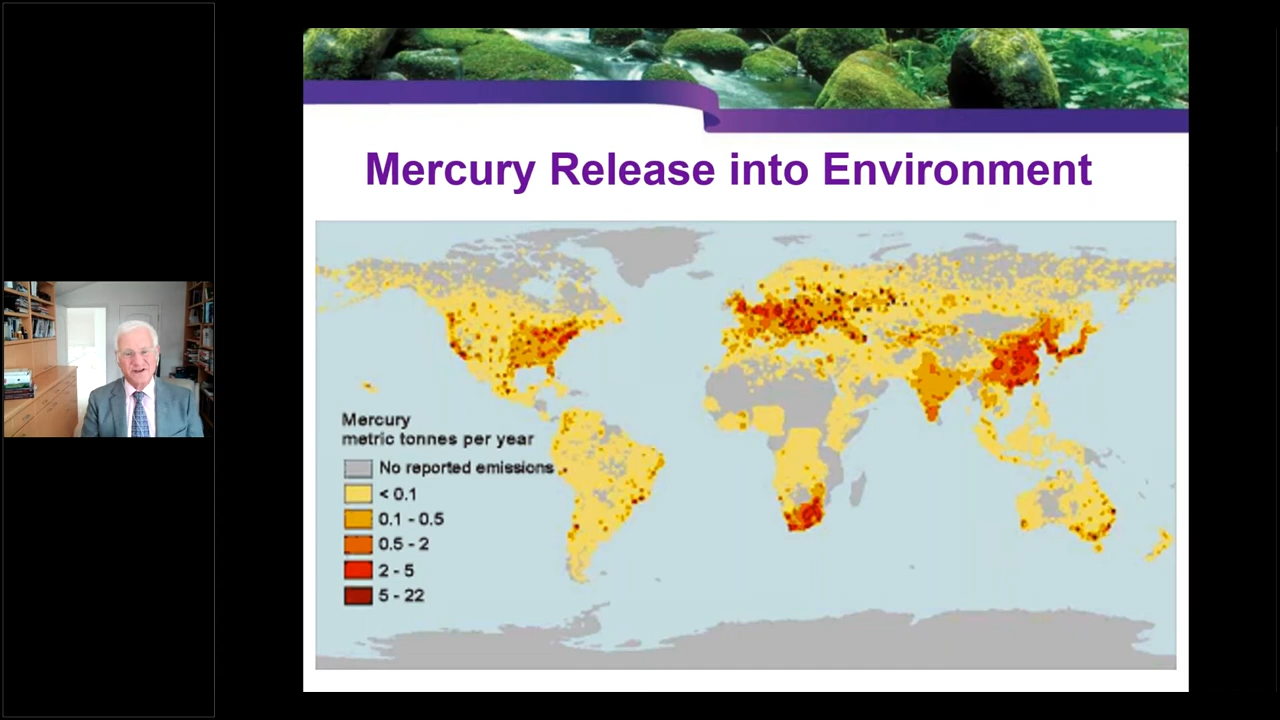 Mercury Release into Environment
Mercury
metric tonnes per year
No reported emissions
< 0.1
0.1 - 0.5
0.5 - 2
2 - 5
5 - 22